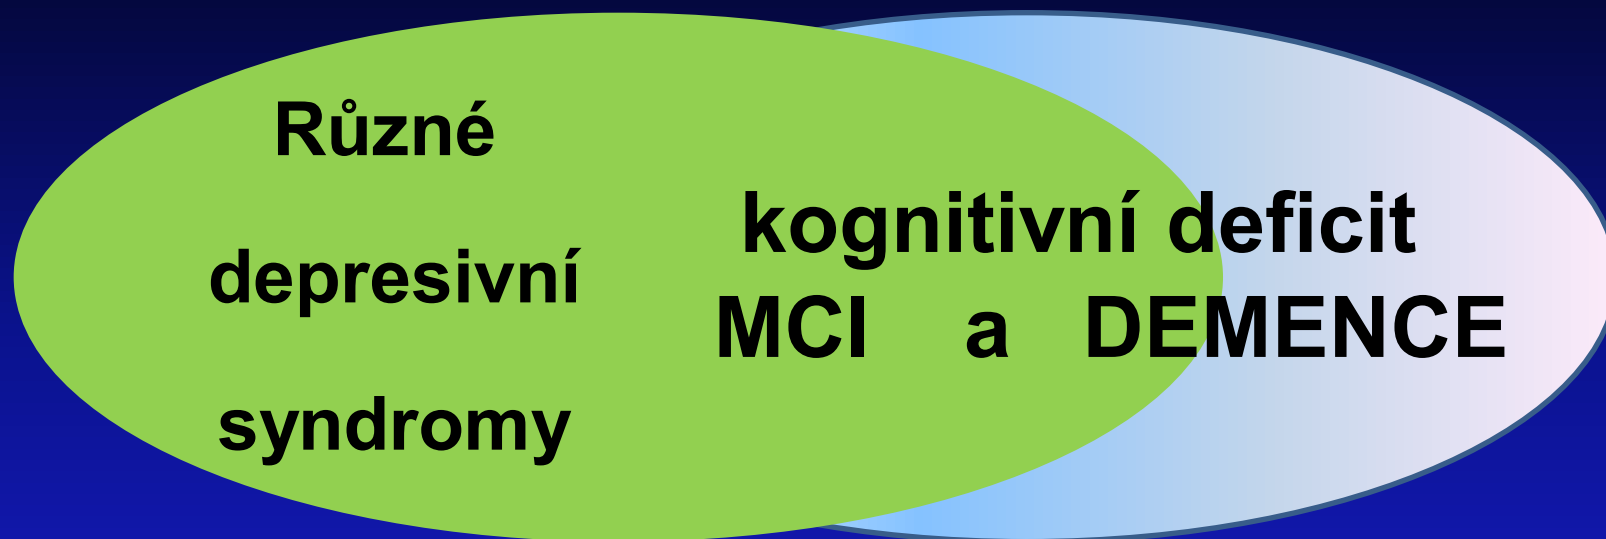 Různé
depresivní
syndromy
kognitivní deficit
MCI a DEMENCE